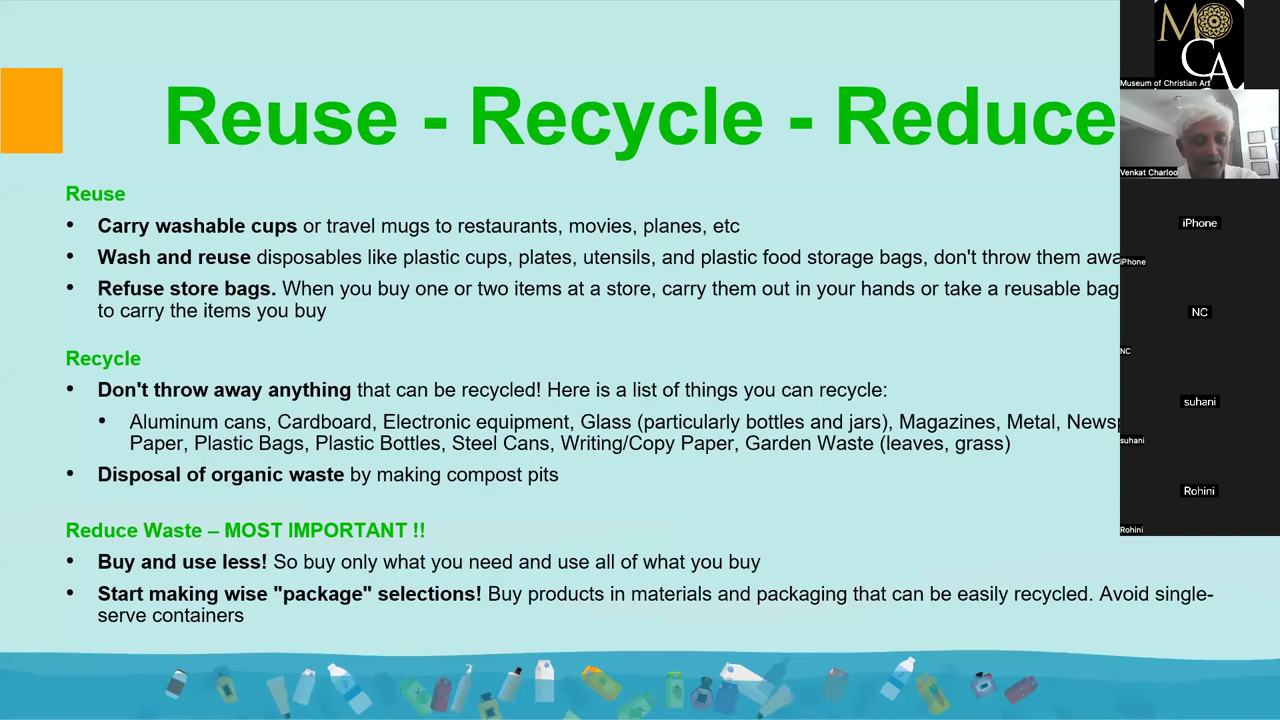 Reuse - Recycle - Reduce
Reuse
• Carry washable cups or travel mugs to restaurants, movies, planes, etc
• Wash and reuse disposables like plastic cups, plates, utensils, and plastic food storage bags, don't throw them awa
• Refuse store bags. When you buy one or two items at a store, carry them out in your hands or take a reusable bag
to carry the items you buy
Recycle
• Don't throw away anything that can be recycled! Here is a list of things you can recycle:
• Aluminum cans, Cardboard, Electronic equipment, Glass (particularly bottles and jars), Magazines, Metal, Newsp
Paper, Plastic Bags, Plastic Bottles, Steel Cans, Writing/Copy Paper, Garden Waste (leaves, grass)
• Disposal of organic waste by making compost pits
Reduce Waste – MOST IMPORTANT !!
• Buy and use less! So buy only what you need and use all of what you buy
• Start making wise "package" selections! Buy products in materials and packaging that can be easily recycled. Avoid single-
serve containers
MOCA
Museum of Christian Art
Venkat Charloo
iPhone
iPhone
NC
NC
suhani
suhani
Rohini
Rohini